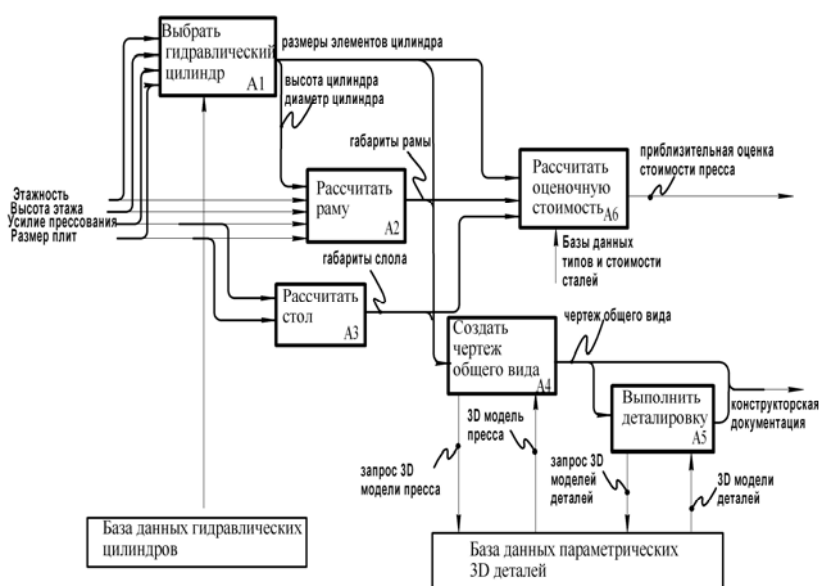 Выбрать
гидравлический
цилиндр
A1
размеры элементов цилиндра
высота цилиндра
диаметр цилиндра
габариты рамы
Рассчитать
оценочную
стоимость
A6
приблизительная оценка
стоимости пресса
Этажность
Высота этажа
Усилие прессования
Размер плит
Рассчитать
раму
A2
Базы данных
типов и стоимости
сталей
габариты слола
Рассчитать
стол
A3
Создать
чертеж
общего вида
A4
чертеж общего вида
Выполнить
деталировку
A5
конструкторская
документация
3D модель
пресса
запрос 3D
модели пресса
запрос 3D
моделей
деталей
3D модели
деталей
База данных гидравлических
цилиндров
База данных параметрических
3D деталей